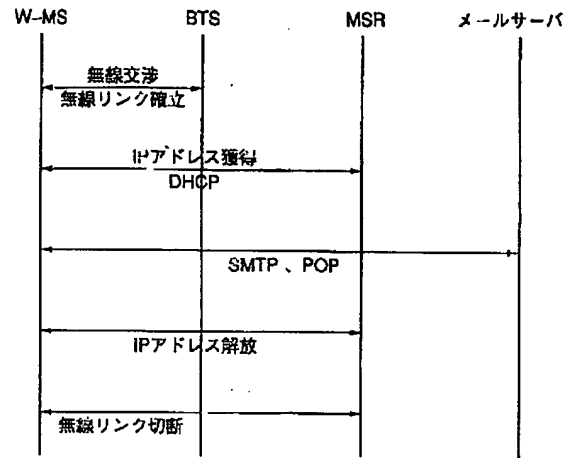 W-MS BTS MSR メールサーバ
無線交渉
無線リンク確立
IPアドレス獲得
DHCP
SMTP 、POP
IPアドレス解放
無線リンク切断